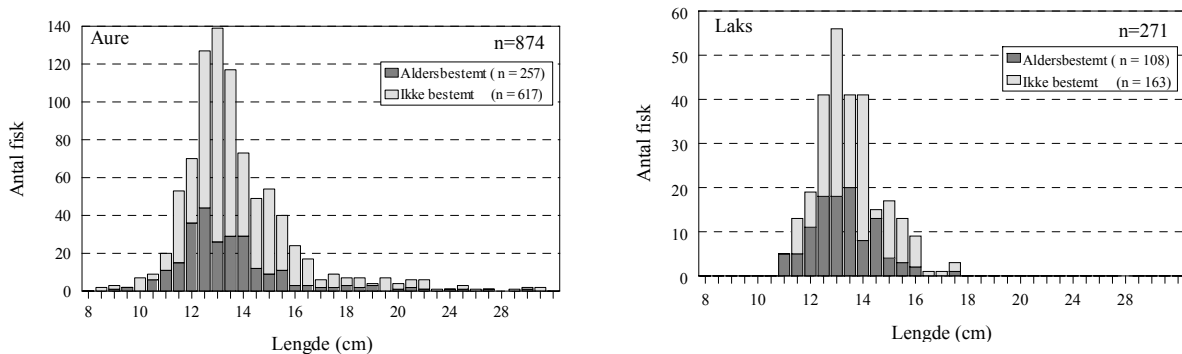 Aure
n=874
Aldersbestemt ( n = 257)
Ikke bestemt (n = 617)
Antal fisk
140
120
100
80
60
40
20
0
8 10 12 14 16 18 20 24 28
Lengde (cm)
Laks
n=271
Aldersbestemt ( n = 108)
Ikke bestemt (n = 163)
Antal fisk
60
50
40
30
20
10
0
8 10 12 14 16 18 20 24 28
Lengde (cm)